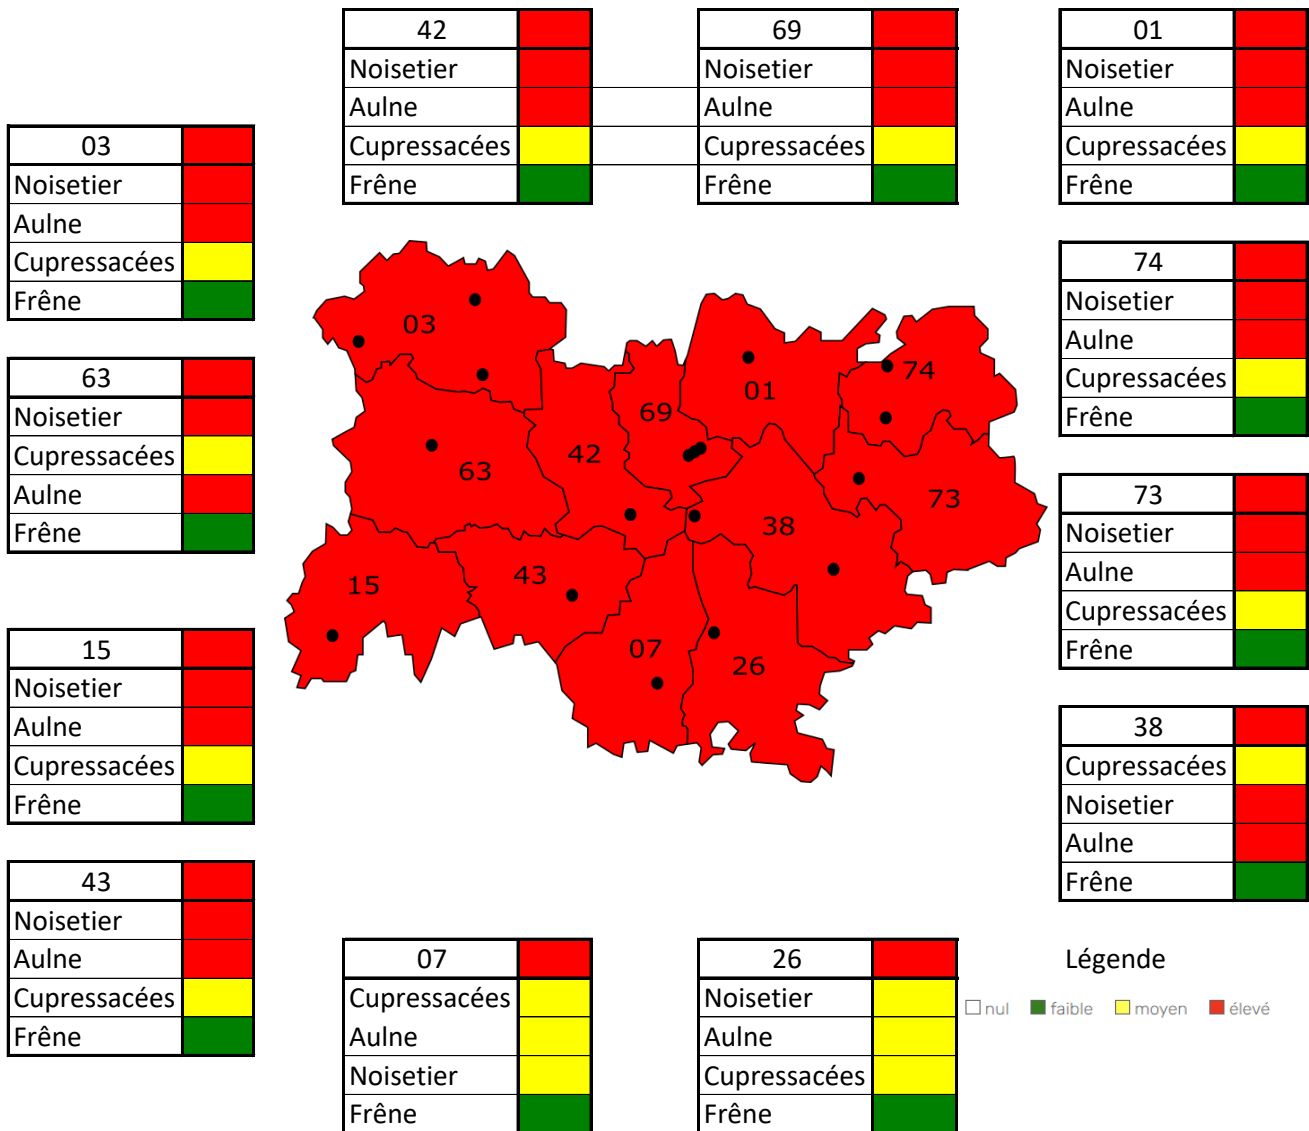 42
Noisetier
Aulne
Cupressacées
Frêne
69
Noisetier
Aulne
Cupressacées
Frêne
01
Noisetier
Aulne
Cupressacées
Frêne
03
Noisetier
Aulne
Cupressacées
Frêne
74
Noisetier
Aulne
Cupressacées
Frêne
63
Noisetier
Cupressacées
Aulne
Frêne
03
74
01
69
42
63
73
38
43
15
07
26
73
Noisetier
Aulne
Cupressacées
Frêne
15
Noisetier
Aulne
Cupressacées
Frêne
38
Cupressacées
Noisetier
Aulne
Frêne
43
Noisetier
Aulne
Cupressacées
Frêne
07
Cupressacées
Aulne
Noisetier
Frêne
26
Noisetier
Aulne
Cupressacées
Frêne
Légende
nul faible moyen élevé